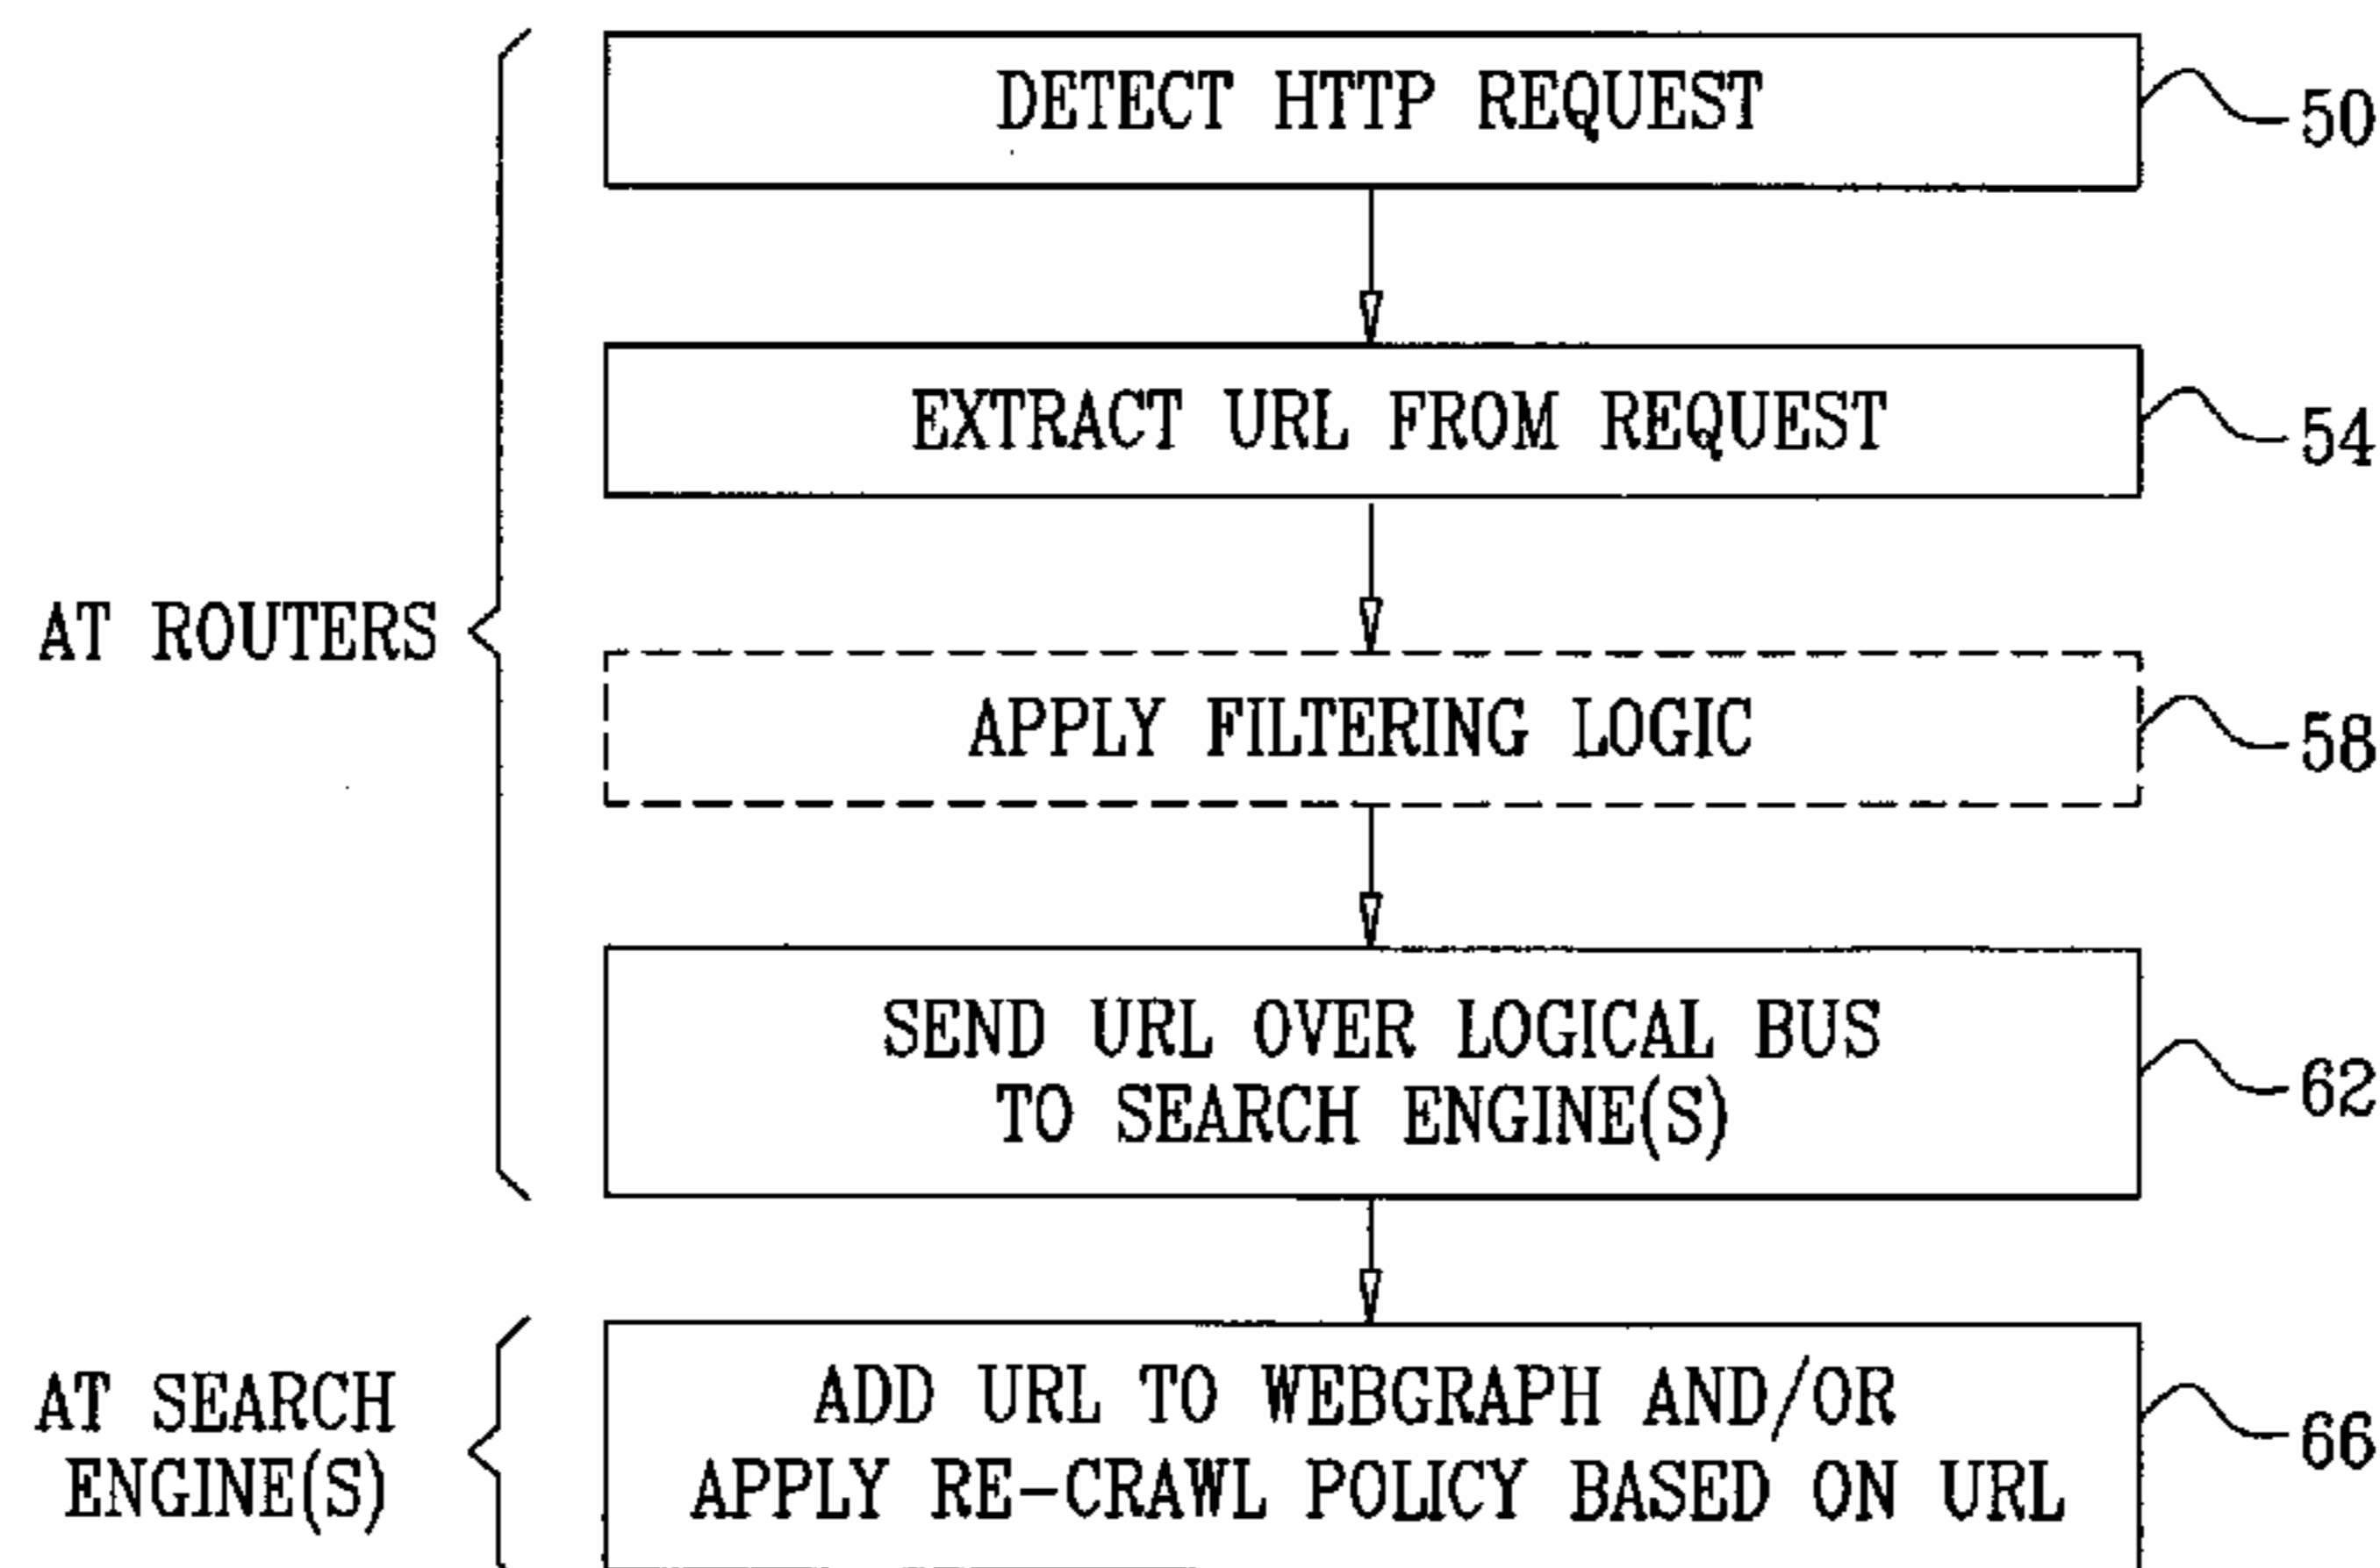 DETECT HTTP REQUEST
50
EXTRACT URL FROM REQUEST
54
AT ROUTERS
APPLY FILTERING LOGIC
58
SEND URL OVER LOGICAL BUS
TO SEARCH ENGINE(S)
62
AT SEARCH
ENGINE(S)
ADD URL TO WEBGRAPH AND/OR
APPLY RE-CRAWL POLICY BASED ON URL
66